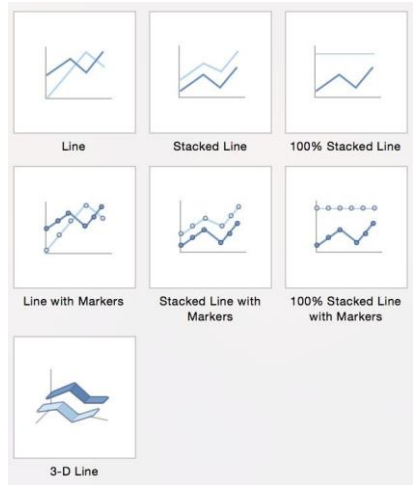 Line
Stacked Line
100% Stacked Line
Line with Markers
Stacked Line with
Markers
100% Stacked Line
with Markers
3-D Line